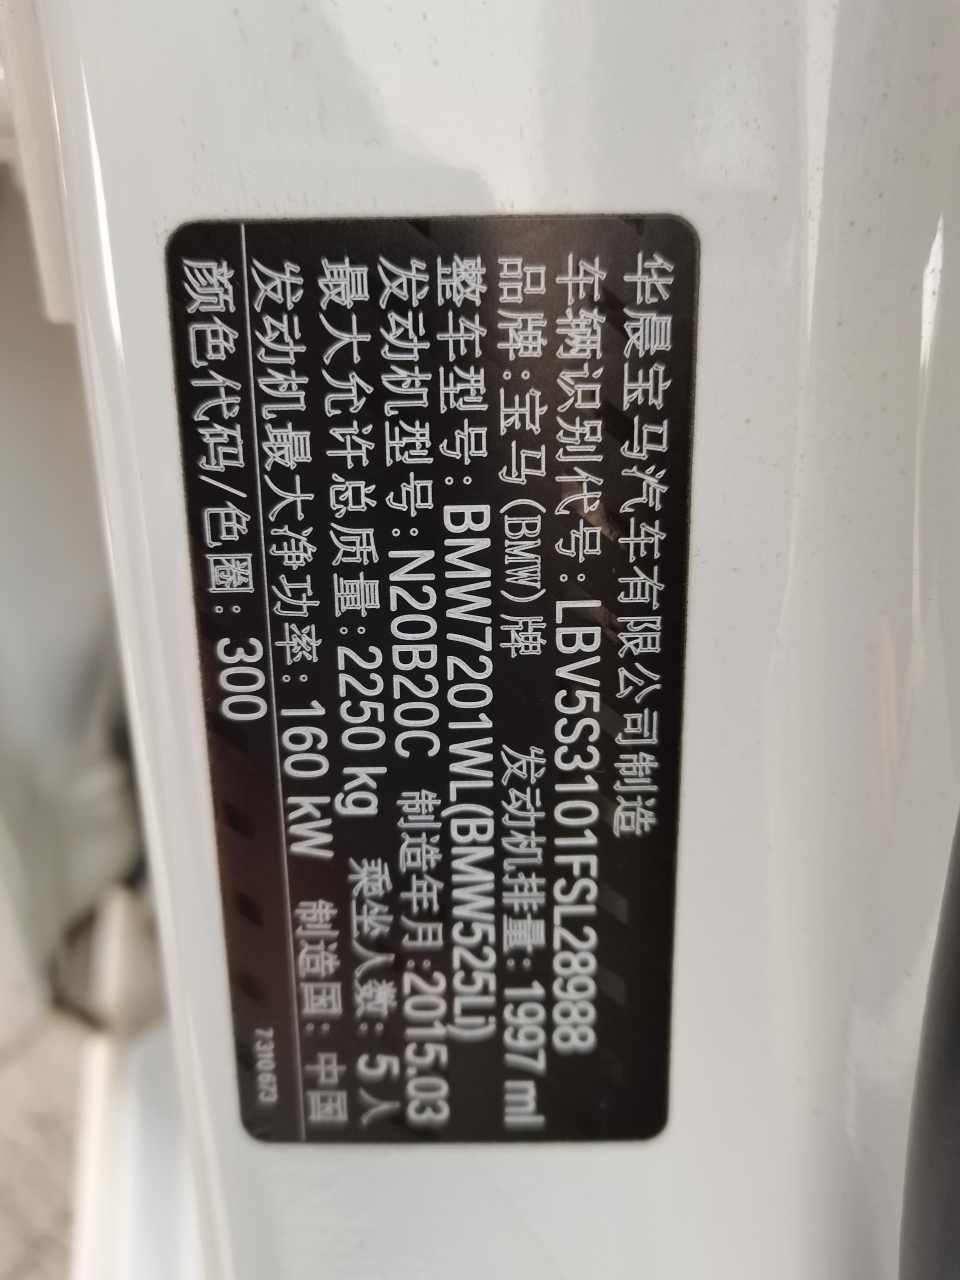 华晨宝马汽车有限公司制造
车辆识别代号:LBV5S3101FSL28988
品牌:宝马(BMW)牌 发动机排量:1997 ml
整车型号:BMW7201WL(BMW525Li)
发动机型号:N20B20C 制造年月:2015.03
最大允许总质量:2250 kg 乘坐人数:5人
发动机最大净功率:160 kW 制造国:中国
颜色代码/色圈:300 7 310 673